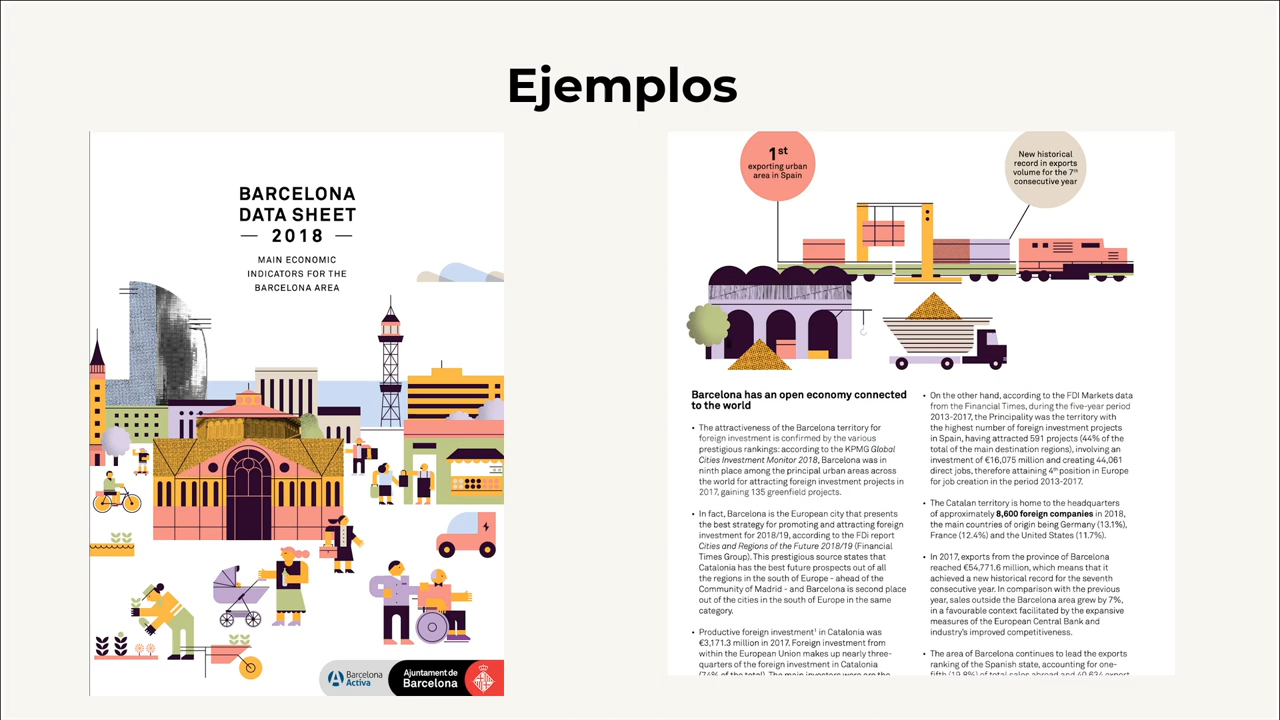 Ejemplos
BARCELONA
DATA SHEET
— 2018 —
MAIN ECONOMIC
INDICATORS FOR THE
BARCELONA AREA
Barcelona
Activa
Ajuntament de
Barcelona
1st
exporting urban
area in Spain
New historical
record in exports
volume for the 7th
consecutive year
Barcelona has an open economy connected
to the world
• The attractiveness of the Barcelona territory for
foreign investment is confirmed by the various
prestigious rankings: according to the KPMG Global
Cities Investment Monitor 2018, Barcelona was in
ninth place among the principal urban areas across
the world for attracting foreign investment projects in
2017, gaining 135 greenfield projects.
• In fact, Barcelona is the European city that presents
the best strategy for promoting and attracting foreign
investment for 2018/19, according to the FDi report
Cities and Regions of the Future 2018/19 (Financial
Times Group). This prestigious source states that
Catalonia has the best future prospects out of all
the regions in the south of Europe - ahead of the
Community of Madrid - and Barcelona is second place
out of the cities in the south of Europe in the same
category.
• Productive foreign investment¹ in Catalonia was
€3,171.3 million in 2017. Foreign investment from
within the European Union makes up nearly three-
quarters of the foreign investment in Catalonia
(74% of the total). The main investors were the
• On the other hand, according to the FDI Markets data
from the Financial Times, during the five-year period
2013-2017, the Principality was the territory with
the highest number of foreign investment projects
in Spain, having attracted 591 projects (44% of the
total of the main destination regions), involving an
investment of €16,075 million and creating 44,061
direct jobs, therefore attaining 4th position in Europe
for job creation in the period 2013-2017.
• The Catalan territory is home to the headquarters
of approximately 8,600 foreign companies in 2018,
the main countries of origin being Germany (13.1%),
France (12.4%) and the United States (11.7%).
• In 2017, exports from the province of Barcelona
reached €54,771.6 million, which means that it
achieved a new historical record for the seventh
consecutive year. In comparison with the previous
year, sales outside the Barcelona area grew by 7%,
in a favourable context facilitated by the expansive
measures of the European Central Bank and
industry's improved competitiveness.
• The area of Barcelona continues to lead the exports
ranking of the Spanish state, accounting for one-
fifth (19.8%) of total sales abroad and 40,634 export